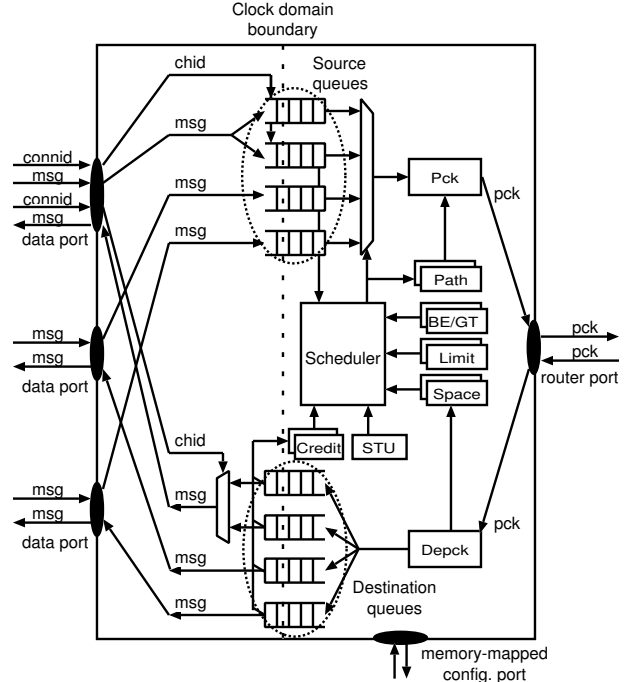 Clock domain
boundary
chid
Source
queues
msg
connid
msg
connid
msg
data port
msg
msg
Pck
pck
Path
BE/GT
Scheduler
Limit
Space
msg
msg
data port
pck
pck
router port
Credit
STU
chid
msg
msg
msg
data port
msg
msg
Depck
pck
Destination
queues
memory-mapped
config. port